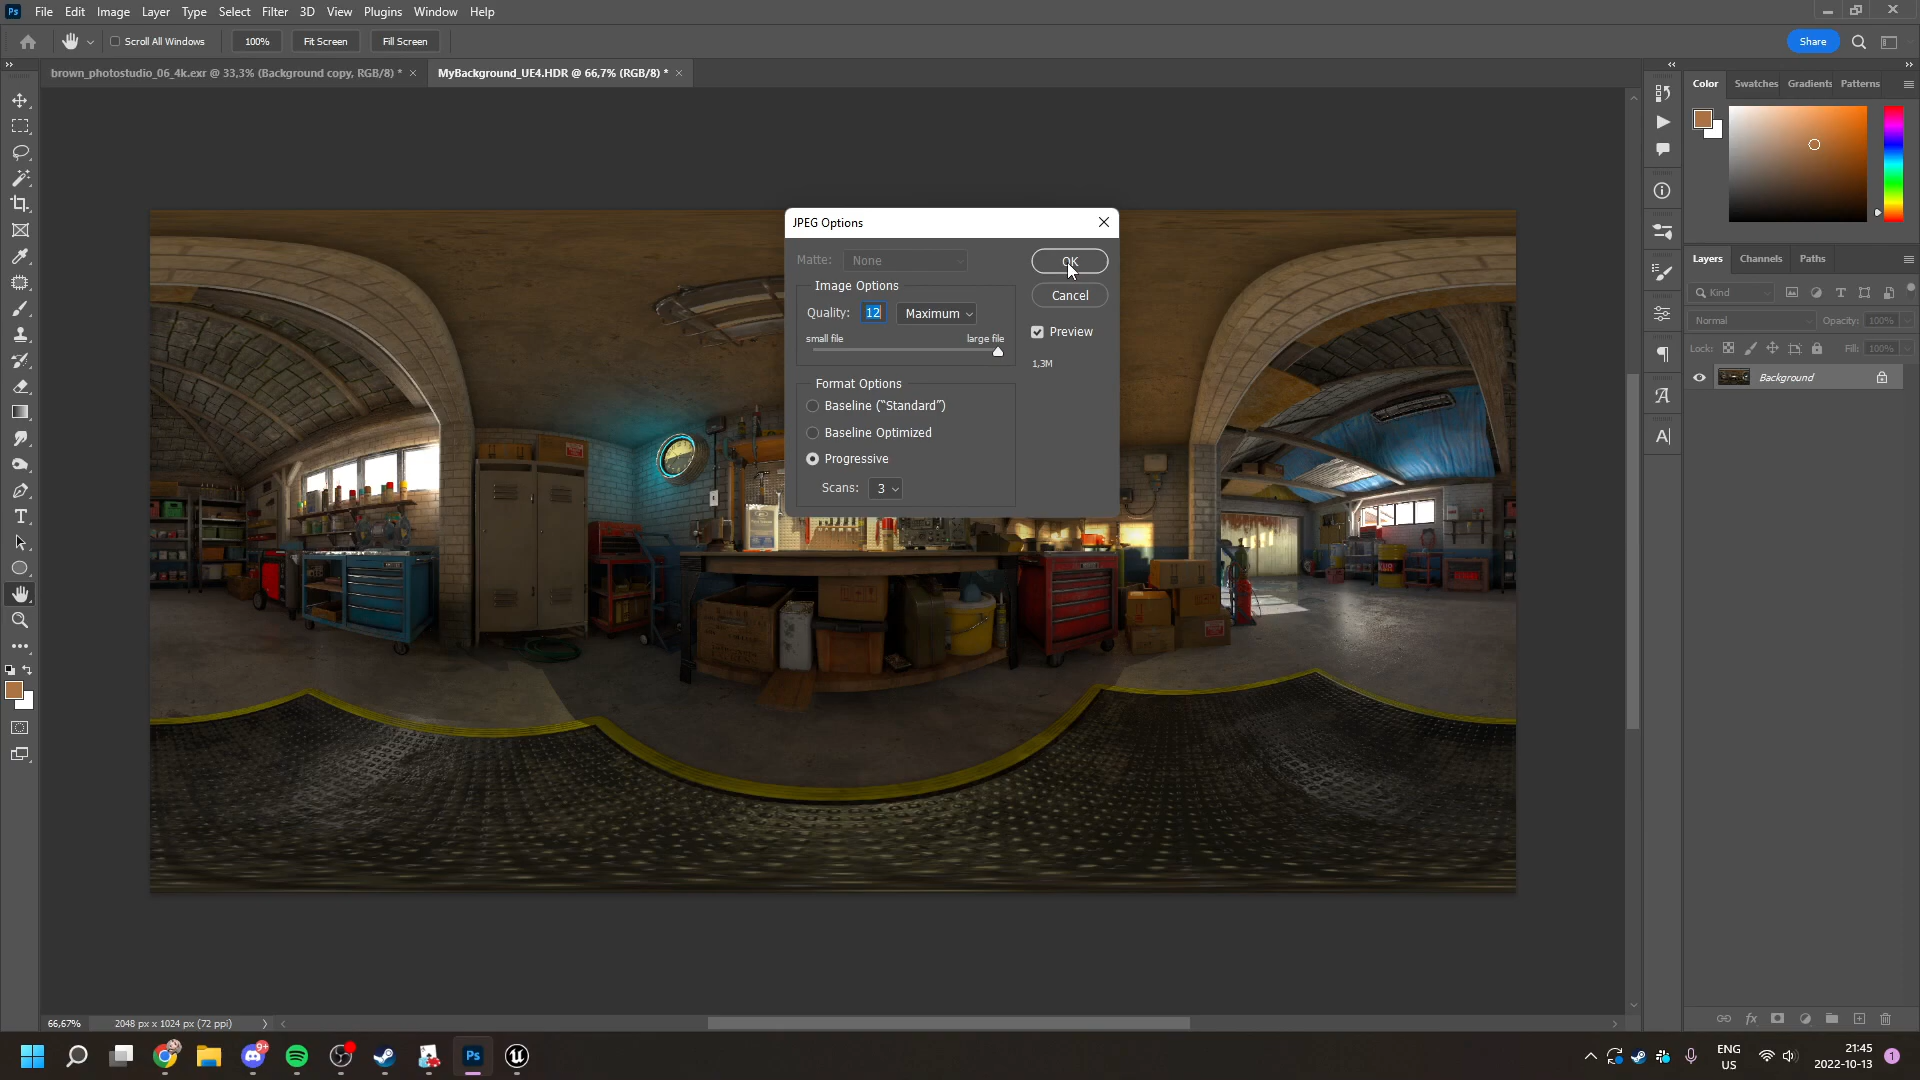 Ps File Edit Image Layer Type Select Filter 3D View Plugins Window Help
Scroll All Windows 100% Fit Screen Fill Screen Share
brown_photostudio_06_4k.exr @ 33,3% (Background copy, RGB/8) *
MyBackground_UE4.HDR @ 66,7% (RGB/8) *
Color Swatches Gradients Patterns
JPEG Options
Matte: None
OK
Image Options
Quality: 12 Maximum
Cancel
small file large file
Preview
1,3M
Format Options
Baseline (“Standard”)
Baseline Optimized
Progressive
Scans: 3
Layers Channels Paths
Kind
Normal Opacity: 100%
Lock: Fill: 100%
Background
66,67% 2048 px x 1024 px (72 ppi)
9+
Ps
ENG
US
21:45
2022-10-13
1